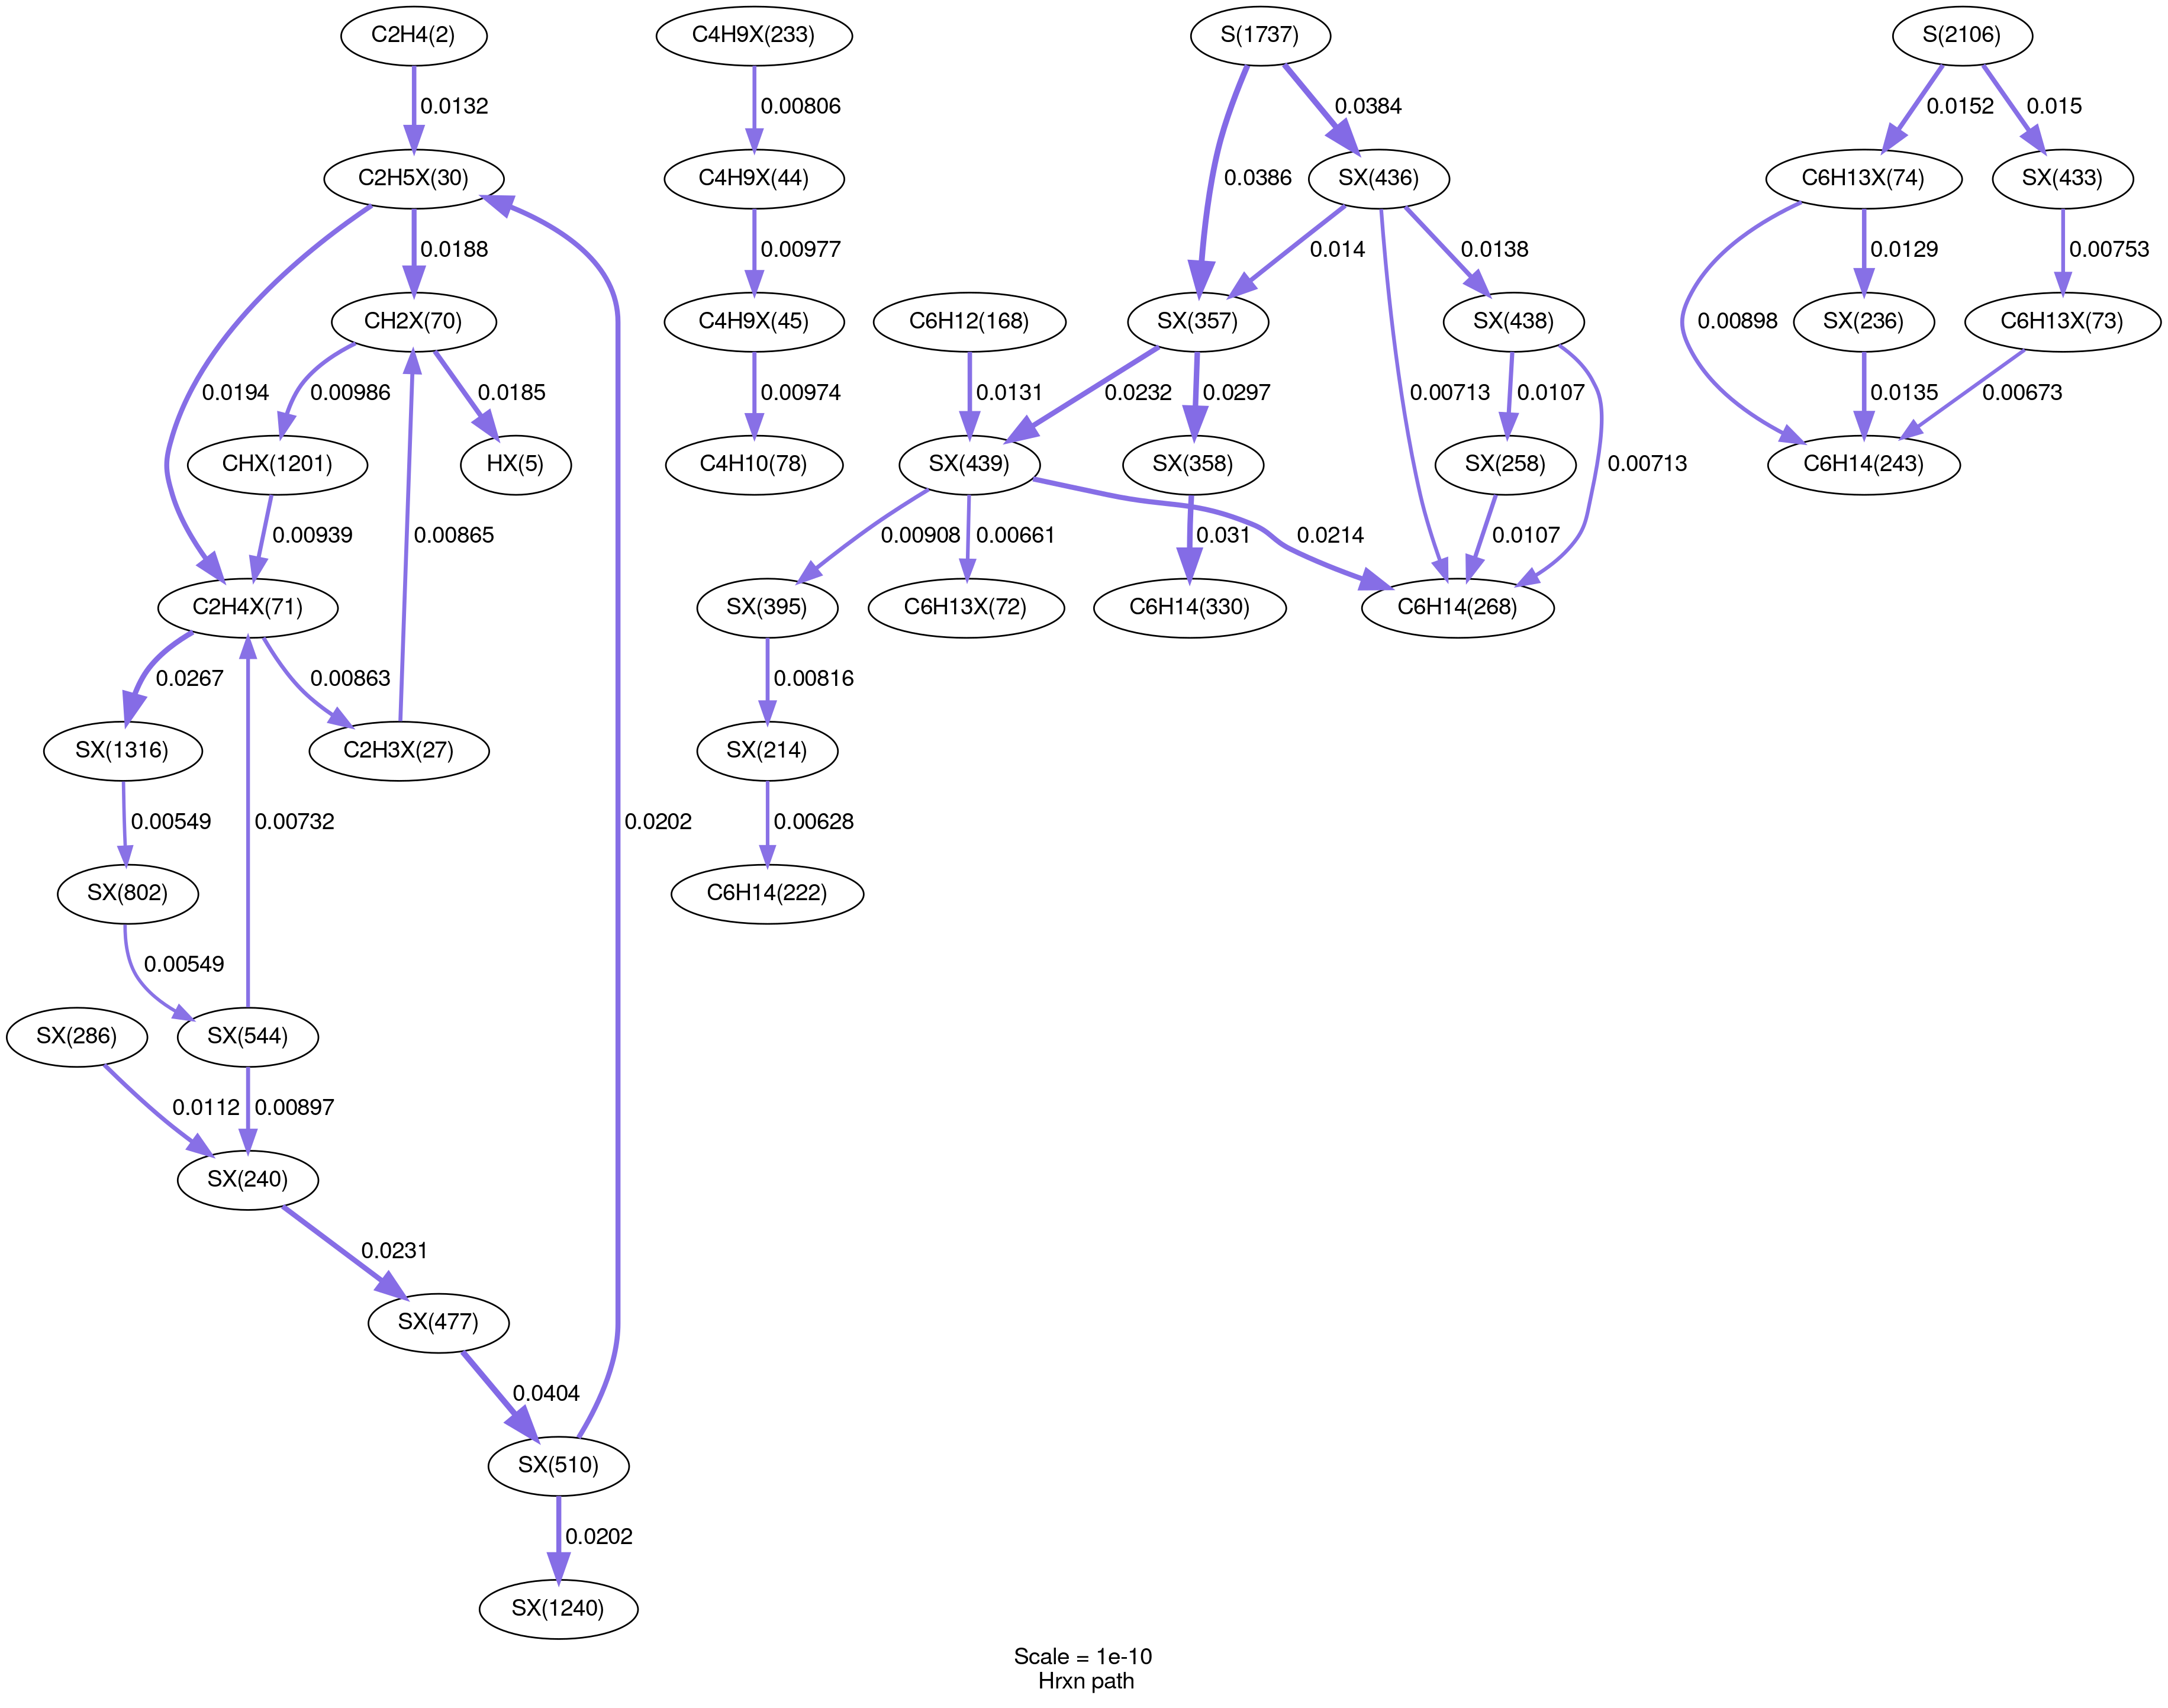 C2H4(2)
C4H9X(233)
S(1737)
S(2106)
0.0132
0.00806
0.0384
0.0152
0.015
C2H5X(30)
C4H9X(44)
0.0386
SX(436)
C6H13X(74)
SX(433)
0.0188
0.00977
0.014
0.0138
0.0129
0.00753
CH2X(70)
C4H9X(45)
C6H12(168)
SX(357)
SX(438)
0.00898
SX(236)
C6H13X(73)
0.0194
0.00986
0.0185
0.00974
0.0131
0.0232
0.0297
0.00713
0.0107
0.00713
0.0135
0.00673
CHX(1201)
HX(5)
C4H10(78)
SX(439)
SX(358)
SX(258)
C6H14(243)
0.00939
0.00865
0.00908
0.00661
0.031
0.0214
0.0107
C2H4X(71)
SX(395)
C6H13X(72)
C6H14(330)
C6H14(268)
0.0267
0.00863
0.00816
SX(1316)
C2H3X(27)
SX(214)
0.00549
0.00732
0.0202
0.00628
SX(802)
C6H14(222)
0.00549
SX(286)
SX(544)
0.0112
0.00897
SX(240)
0.0231
SX(477)
0.0404
SX(510)
0.0202
SX(1240)
Scale = 1e-10
Hrxn path